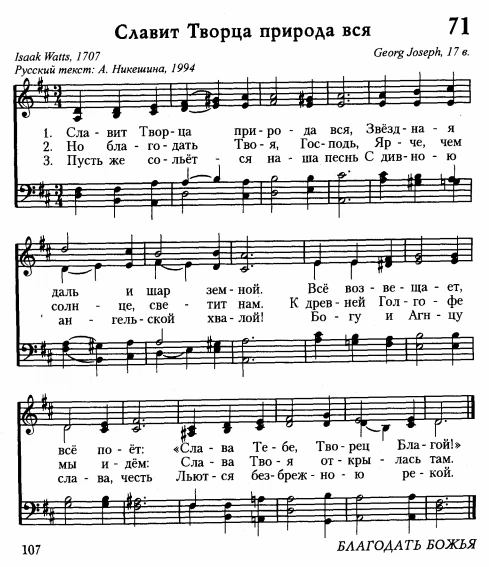 Славит Творца природа вся
71
Isaak Watts, 1707
Georg Joseph, 17 в.
Русский текст: А. Никешина, 1994
1. Сла - вит Твор-ца при-ро - да вся, Звёзд-на - я
2. Но бла - го-дать Тво - я, Гос - подь, Яр - че, чем
3. Пусть же со-льёт - ся на - ша песнь С див-но - ю
даль и шар зем-ной. Всё воз - ве - ща - ет,
солн - це, све - тит нам. К древ-ней Гол - го - фе
ан - гель-ской хва-лой! Бо - гу и Агн - цу
всё по-ёт: «Сла - ва Те - бе, Тво-рец Бла-гой!»
мы и-дём: Сла - ва Тво-я от-кры - лась там.
сла-ва, честь Льют-ся без-бреж-но - ю ре - кой.
107
БЛАГОДАТЬ БОЖЬЯ